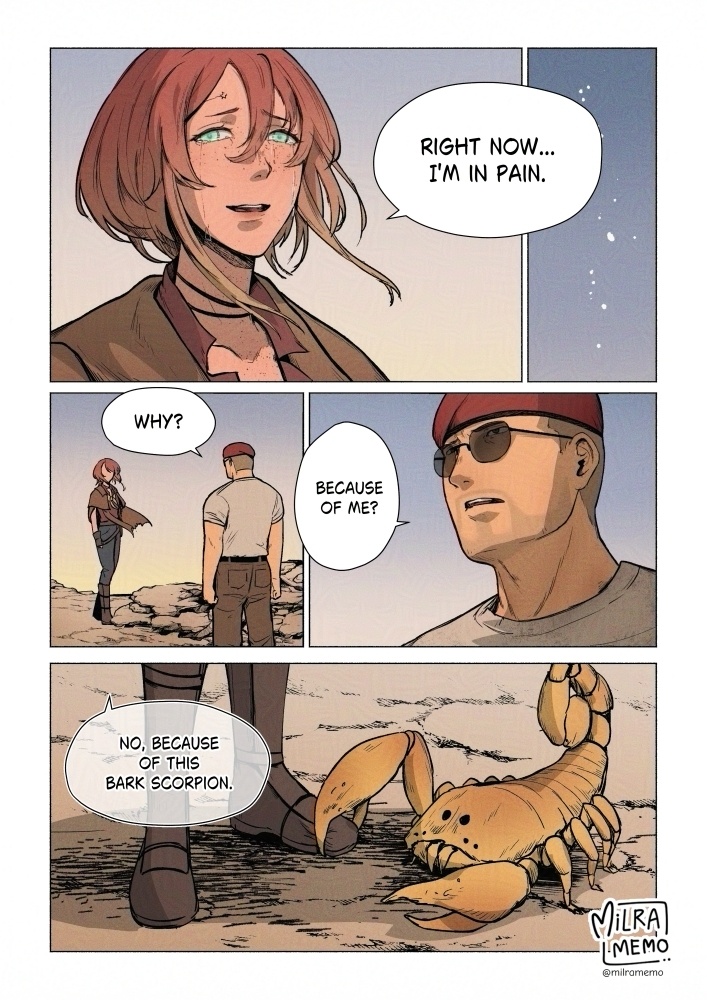 RIGHT NOW...
I'M IN PAIN.
WHY?
BECAUSE
OF ME?
NO, BECAUSE
OF THIS
BARK SCORPION.
MiLRA
MEMO
@milramemo